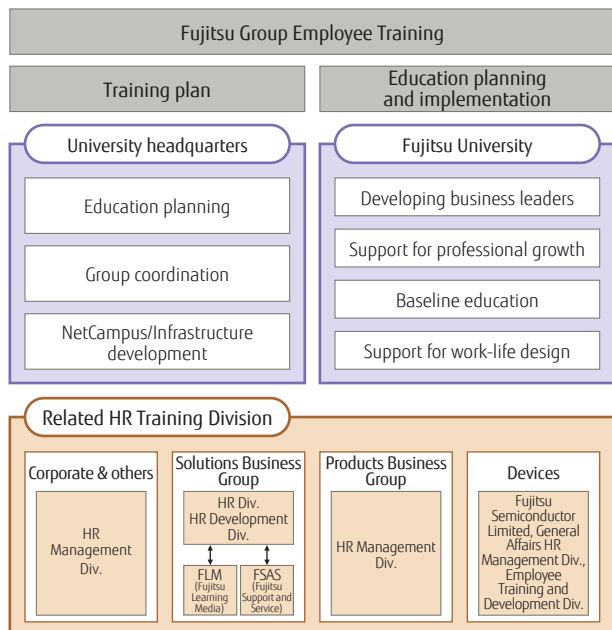 Fujitsu Group Employee Training
Training plan
Education planning
and implementation
University headquarters
Education planning
Group coordination
NetCampus/Infrastructure
development
Fujitsu University
Developing business leaders
Support for professional growth
Baseline education
Support for work-life design
Related HR Training Division
Corporate & others
HR
Management
Div.
Solutions Business
Group
HR Div.
HR Development
Div.
FLM
(Fujitsu
Learning
Media)
FSAS
(Fujitsu
Support and
Service)
Products Business
Group
HR Management
Div.
Devices
Fujitsu
Semiconductor
Limited, General
Affairs HR
Management Div.,
Employee
Training and
Development Div.